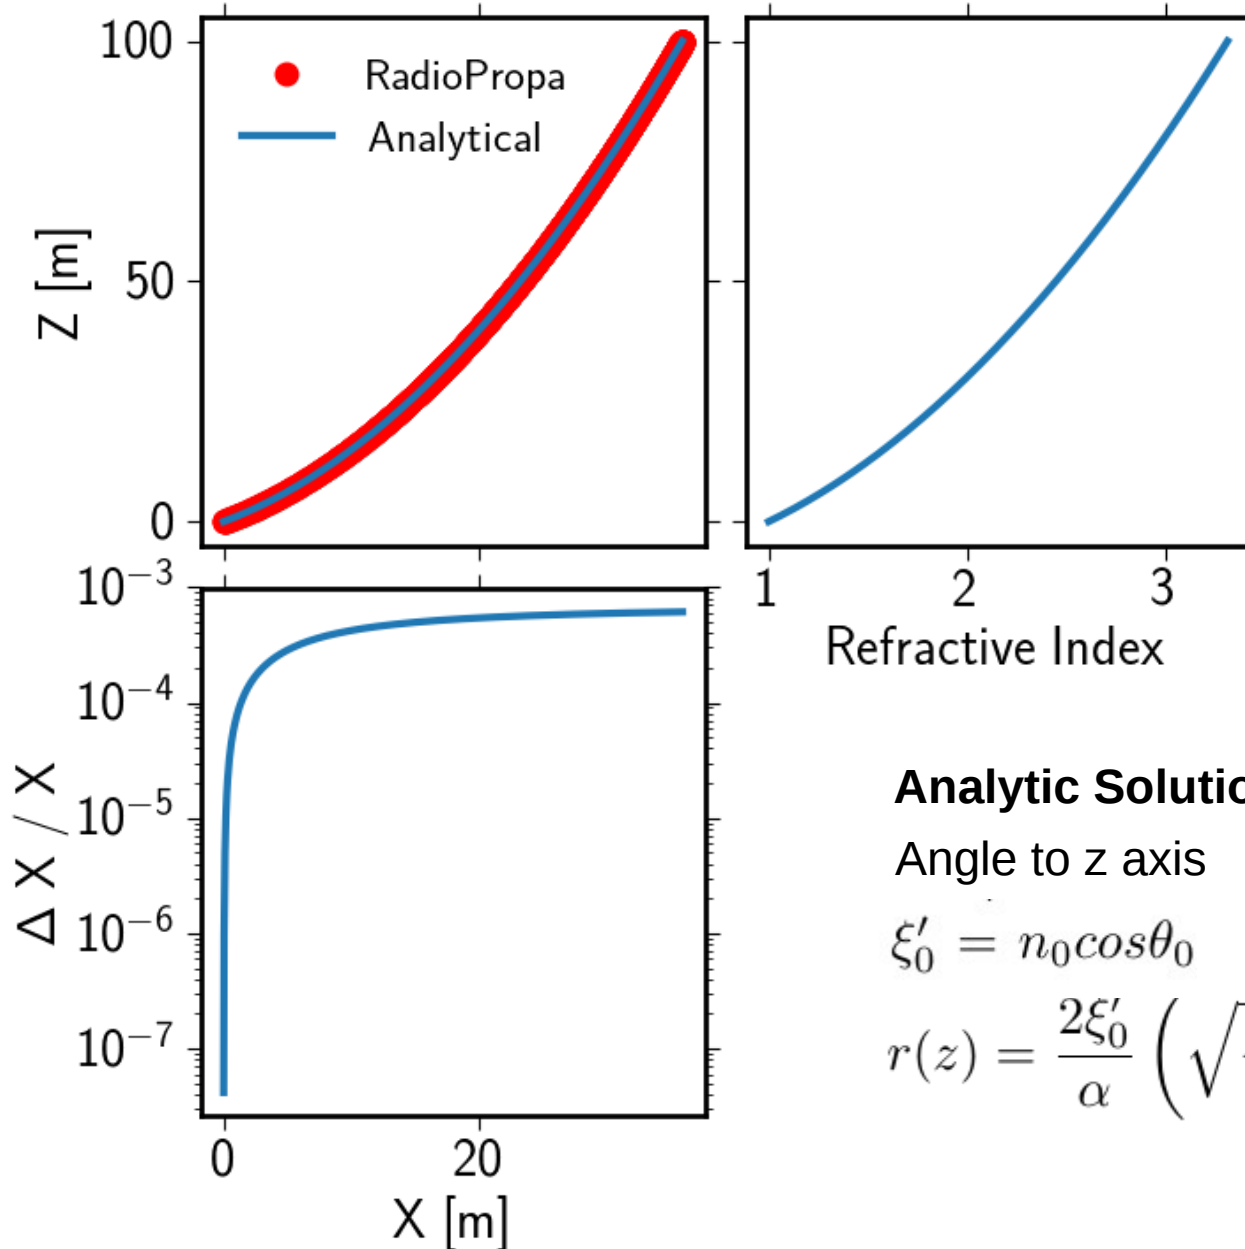 100
50
0
Z [m]
RadioPropa
Analytical
1 2 3
Refractive Index
10⁻³
10⁻⁴
10⁻⁵
10⁻⁶
10⁻⁷
Δ X / X
0 20
X [m]
Analytic Solutio
Angle to z axis
ξ′₀ = n₀cosθ₀
r(z) = 2ξ′₀/α (√